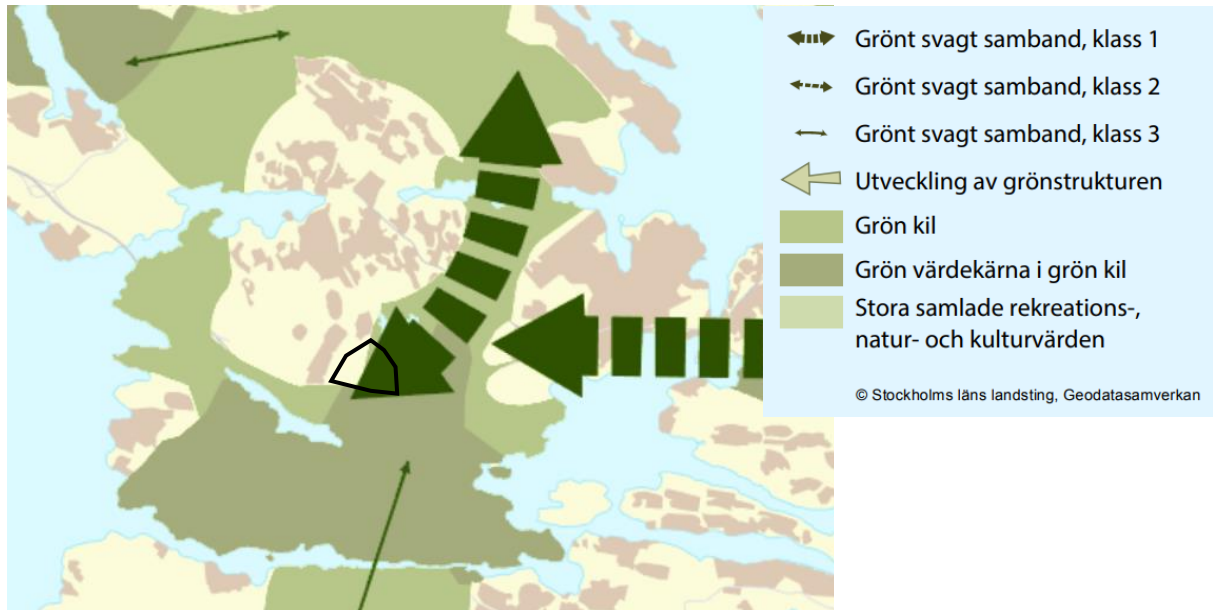 Grönt svagt samband, klass 1
Grönt svagt samband, klass 2
Grönt svagt samband, klass 3
Utveckling av grönstrukturen
Grön kil
Grön värdekärna i grön kil
Stora samlade rekreations-,
natur- och kulturvärden
© Stockholms läns landsting, Geodatasamverkan